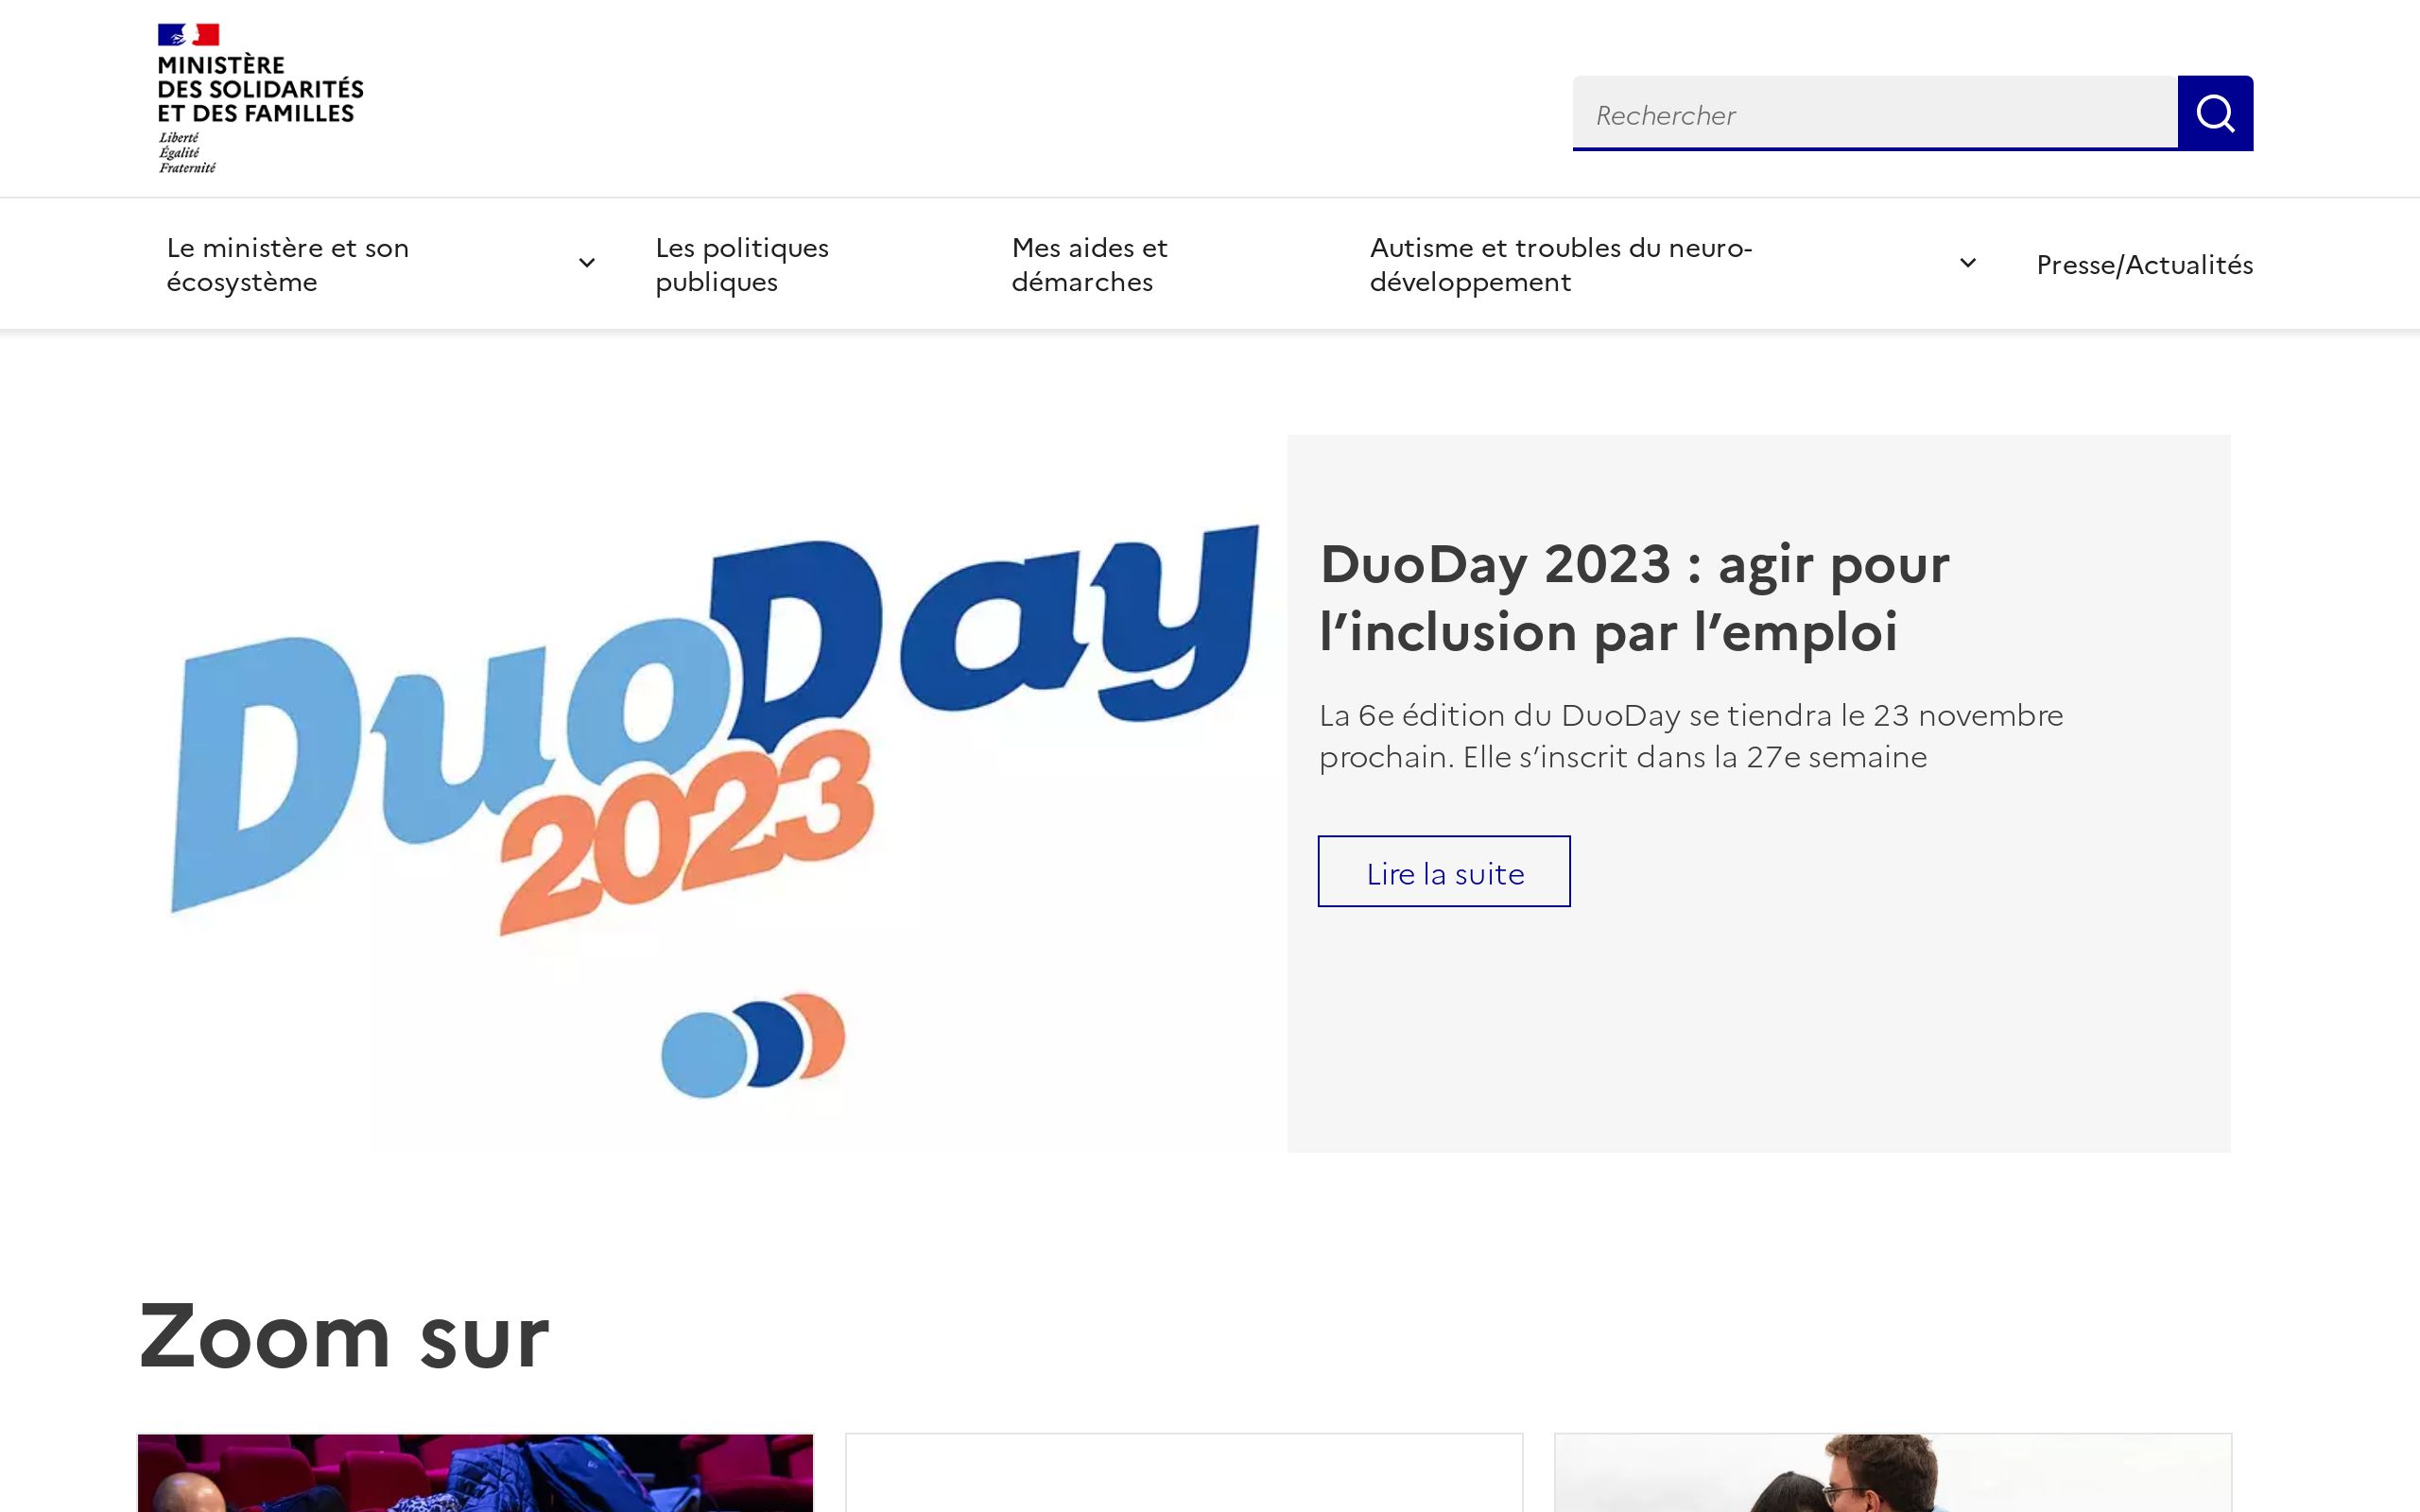 MINISTÈRE
DES SOLIDARITÉS
ET DES FAMILLES
Liberté
Égalité
Fraternité
Rechercher
Le ministère et son
écosystème
Les politiques
publiques
Mes aides et
démarches
Autisme et troubles du neuro-
développement
Presse/Actualités
DuoDay
2023
DuoDay 2023 : agir pour
l’inclusion par l’emploi
La 6e édition du DuoDay se tiendra le 23 novembre
prochain. Elle s’inscrit dans la 27e semaine
Lire la suite
Zoom sur